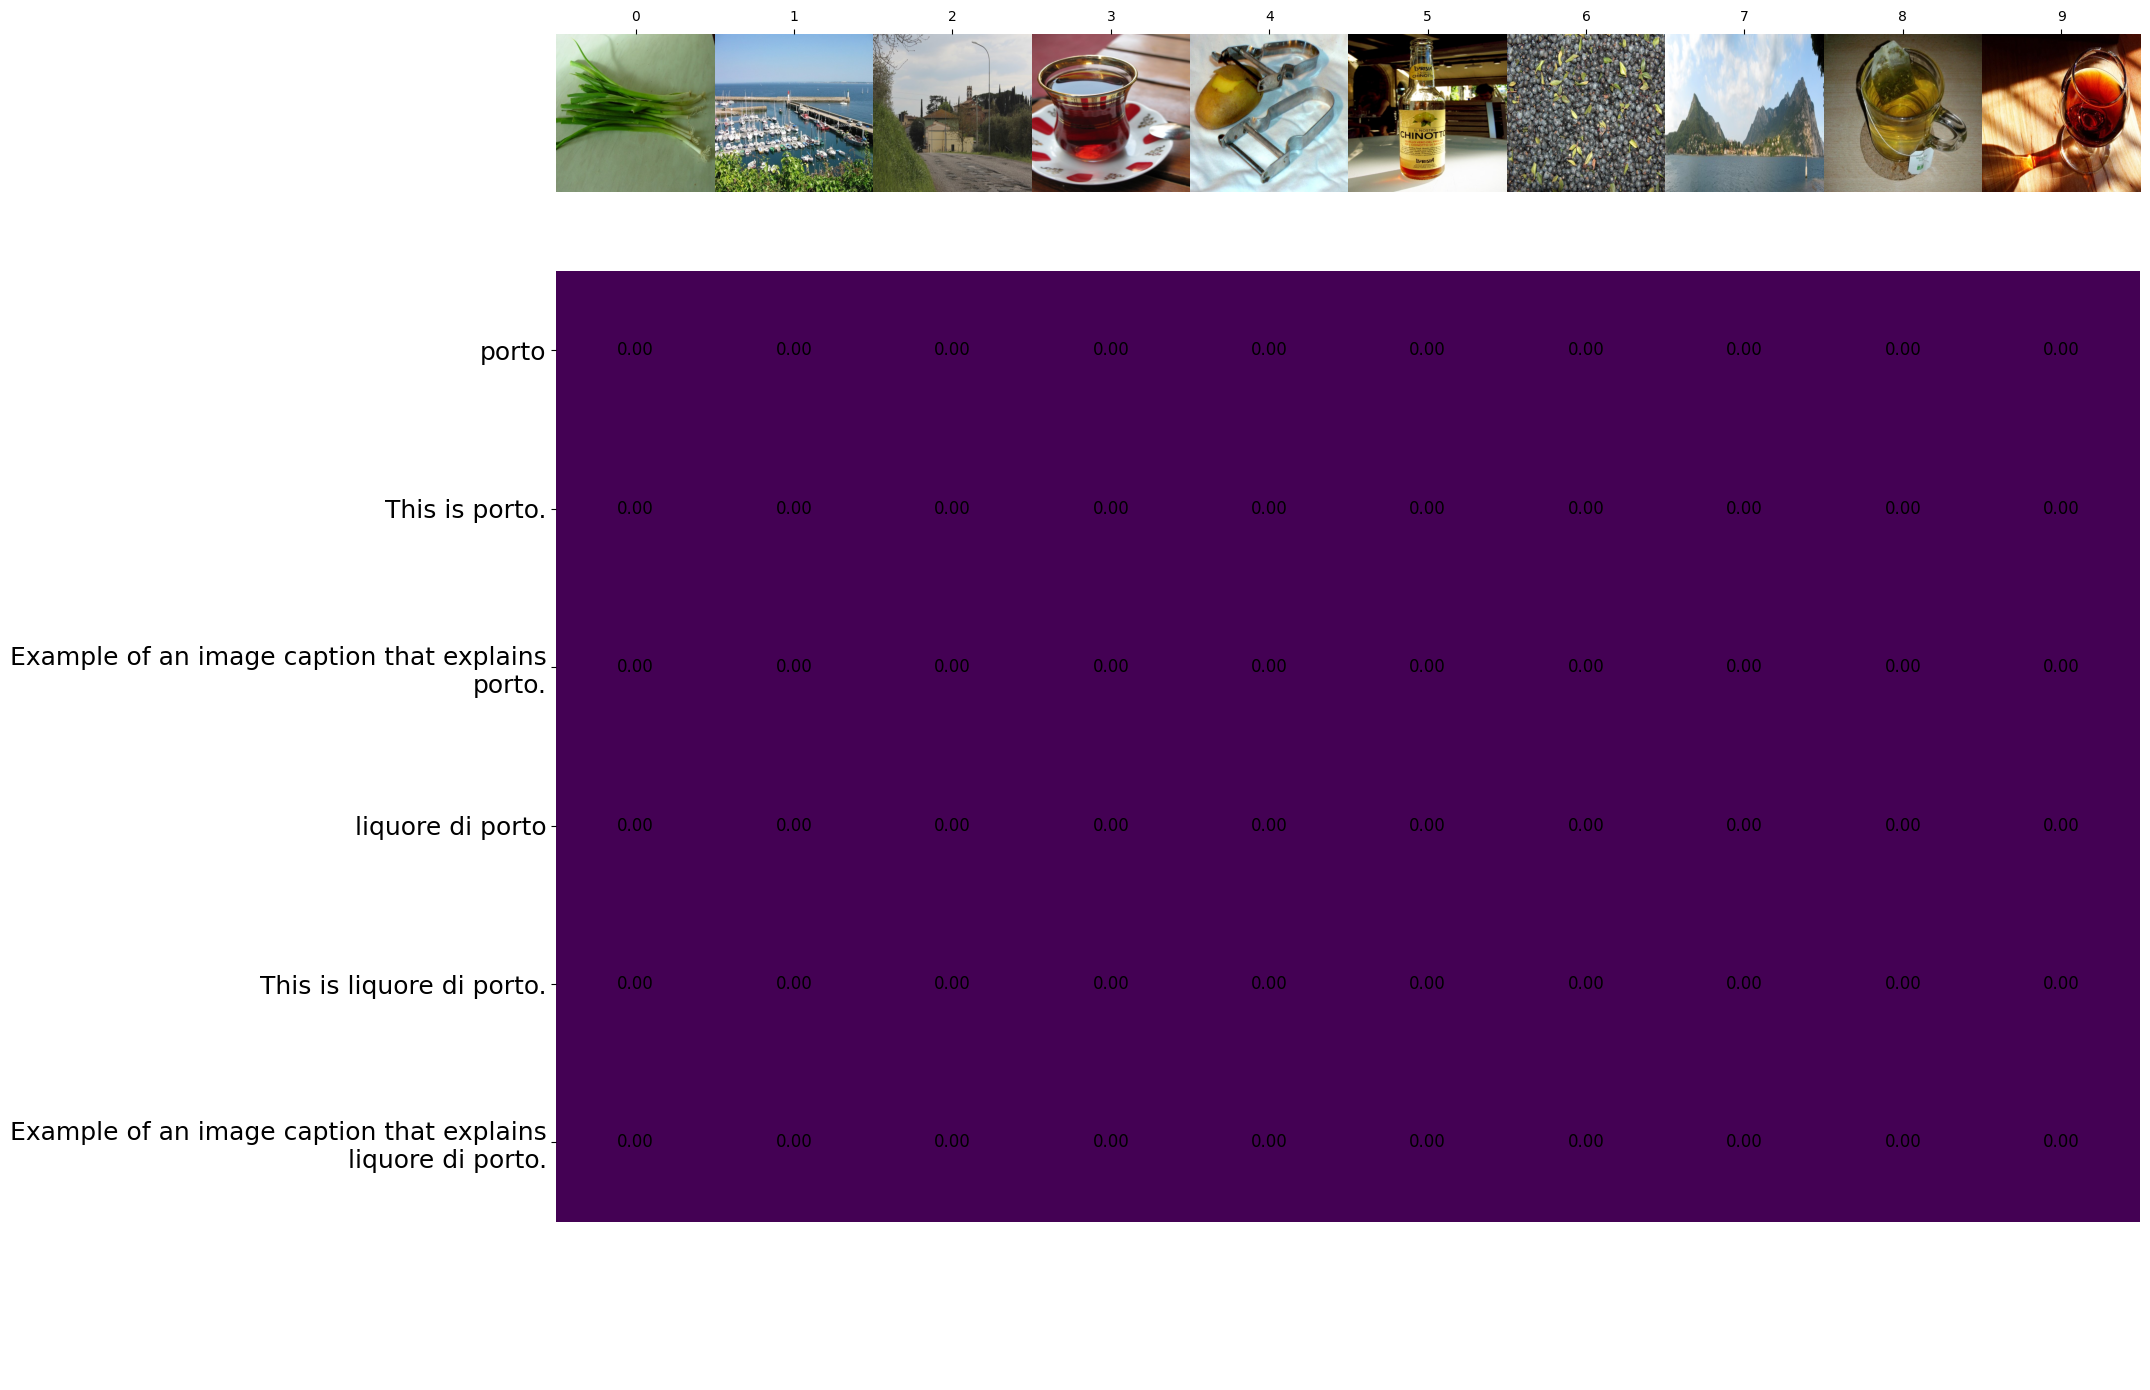 0 1 2 3 4 5 6 7 8 9
CHINOTTO
porto 0.00 0.00 0.00 0.00 0.00 0.00 0.00 0.00 0.00 0.00
This is porto. 0.00 0.00 0.00 0.00 0.00 0.00 0.00 0.00 0.00 0.00
Example of an image caption that explains
porto. 0.00 0.00 0.00 0.00 0.00 0.00 0.00 0.00 0.00 0.00
liquore di porto 0.00 0.00 0.00 0.00 0.00 0.00 0.00 0.00 0.00 0.00
This is liquore di porto. 0.00 0.00 0.00 0.00 0.00 0.00 0.00 0.00 0.00 0.00
Example of an image caption that explains
liquore di porto. 0.00 0.00 0.00 0.00 0.00 0.00 0.00 0.00 0.00 0.00